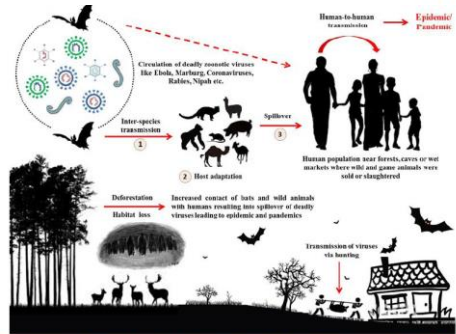 Human-to-human
transmission
Epidemic/
Pandemic
Circulation of deadly zoonotic viruses
like Ebola, Marburg, Coronaviruses,
Rabies, Nipah etc.
Inter-species
transmission
1
Spillover
3
2 Host adaptation
Human population near forests, caves or wet
markets where wild and game animals were
sold or slaughtered
Deforestation
Habitat loss
Increased contact of bats and wild animals
with humans resulting into spillover of deadly
viruses leading to epidemic and pandemics
Transmission of viruses
via hunting